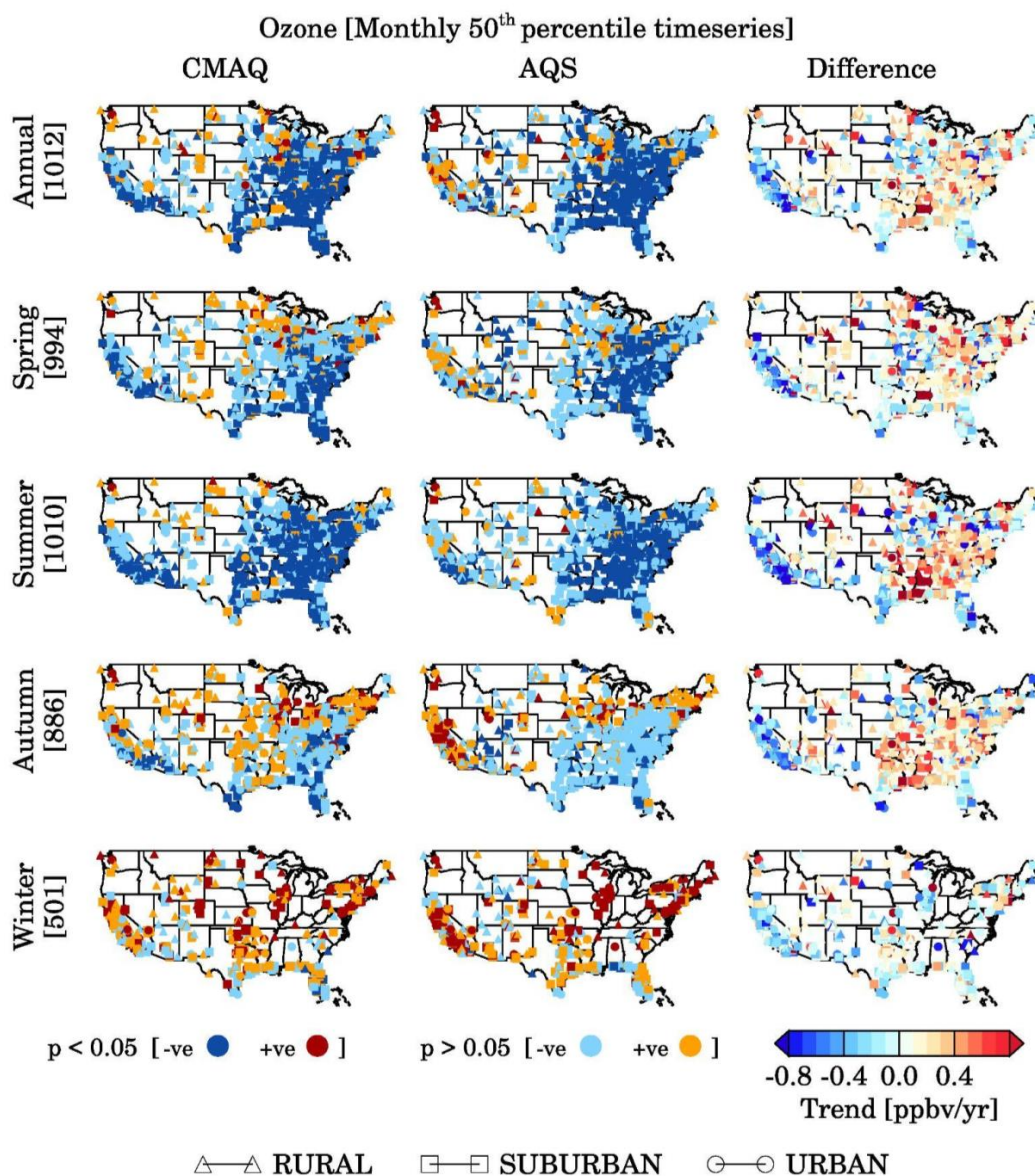 Ozone [Monthly 50th percentile timeseries]
CMAQ AQS Difference
Annual
[1012]
Spring
[994]
Summer
[1010]
Autumn
[886]
Winter
[501]
p < 0.05 [ -ve +ve ] p > 0.05 [ -ve +ve ]
-0.8 -0.4 0.0 0.4
Trend [ppbv/yr]
RURAL SUBURBAN URBAN